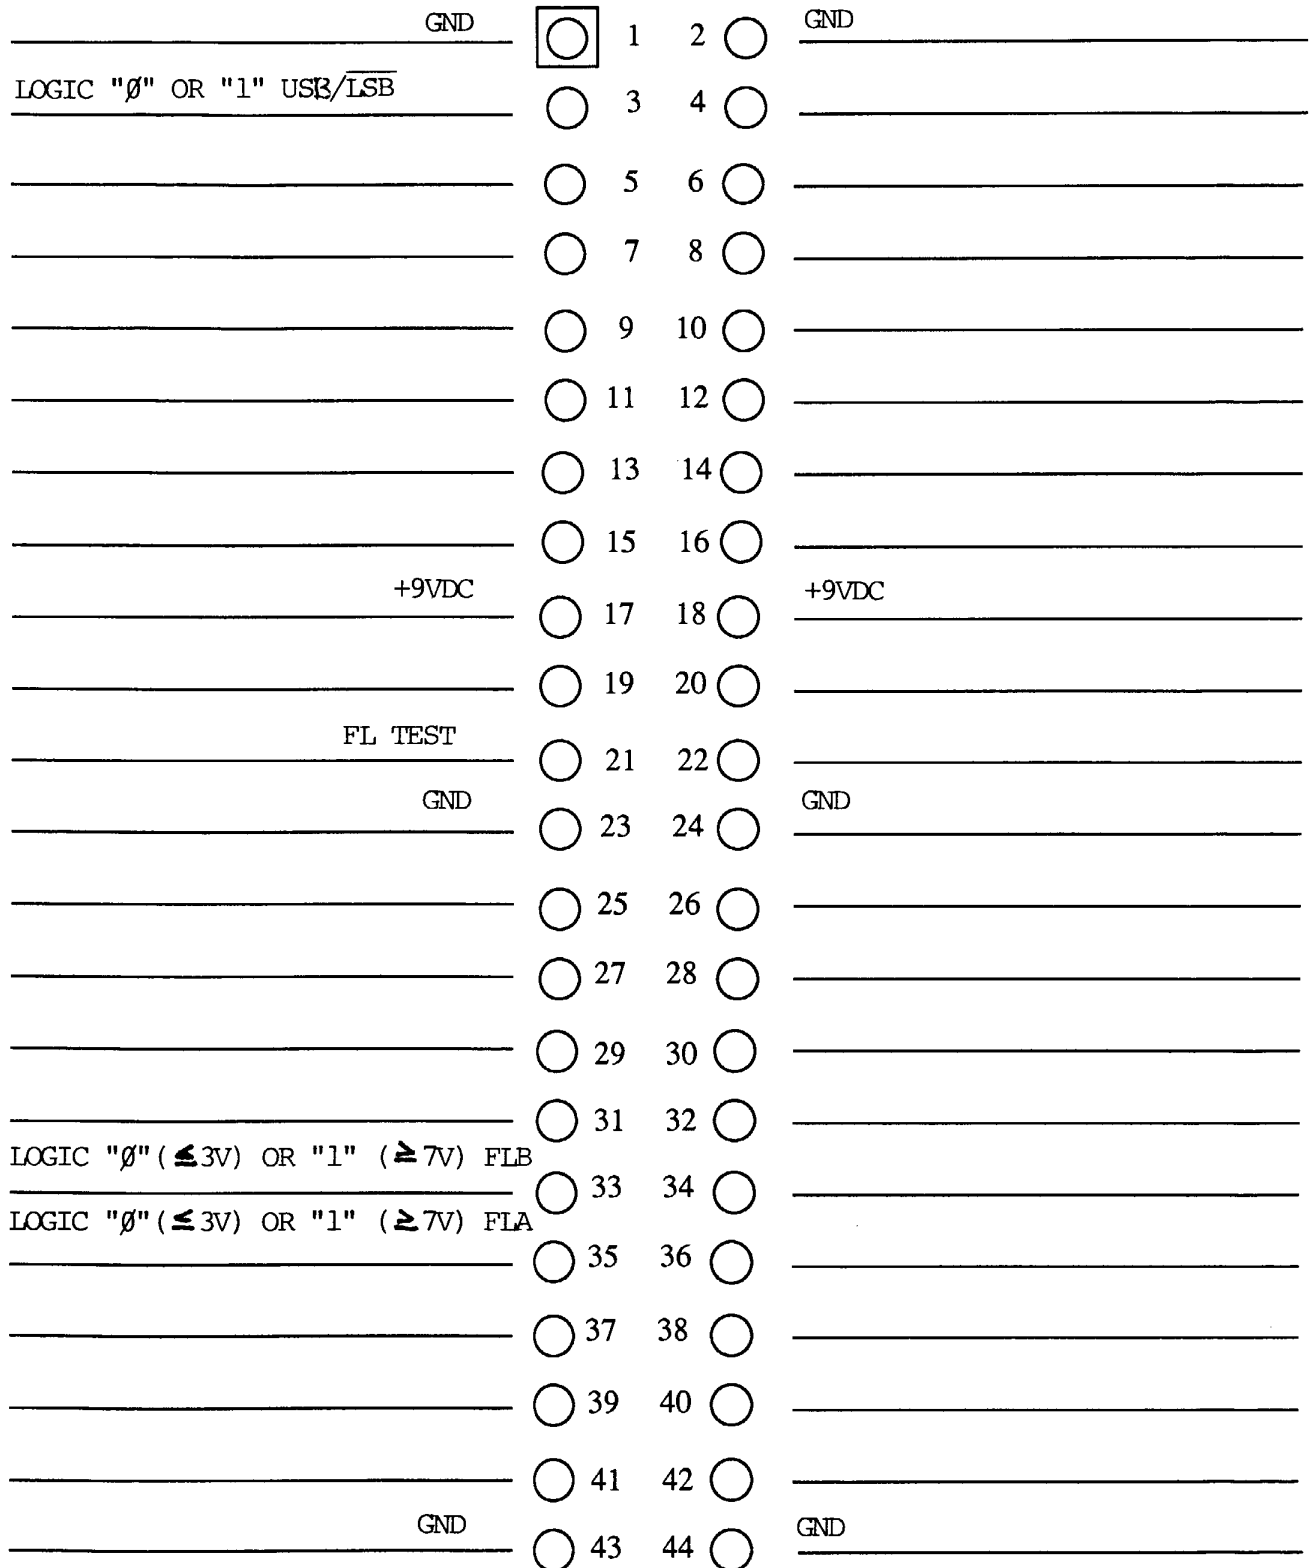 GND 1 2 GND
LOGIC "Ø" OR "1" USB/L̅S̅B̅ 3 4
5 6
7 8
9 10
11 12
13 14
15 16
+9VDC 17 18 +9VDC
19 20
FL TEST 21 22
GND 23 24 GND
25 26
27 28
29 30
31 32
LOGIC "Ø" (≤3V) OR "1" (≥7V) FLB 33 34
LOGIC "Ø" (≤3V) OR "1" (≥7V) FLA 35 36
37 38
39 40
41 42
GND 43 44 GND